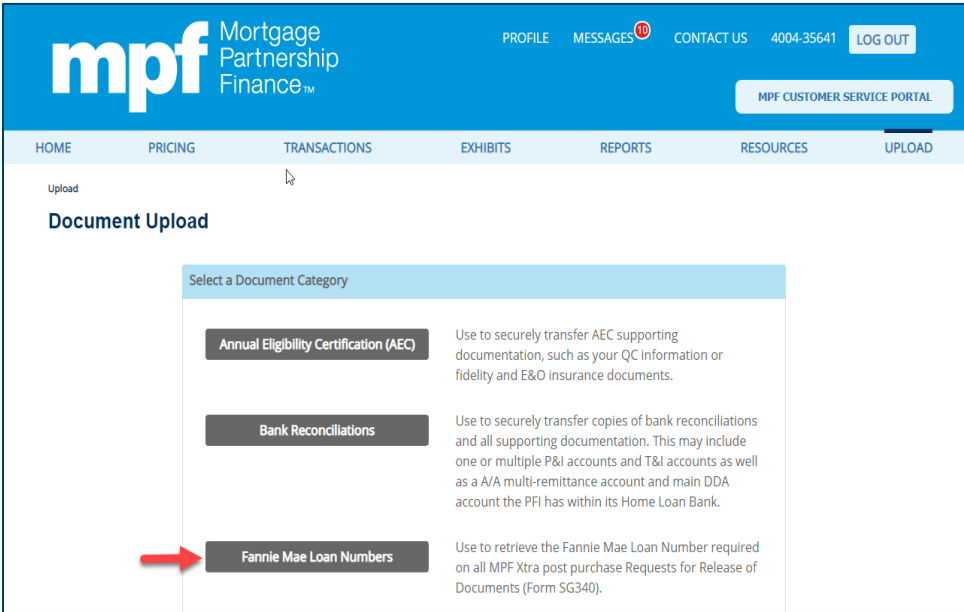 mpf Mortgage
Partnership
Finance™
PROFILE MESSAGES 10 CONTACT US 4004-35641 LOG OUT
MPF CUSTOMER SERVICE PORTAL
HOME PRICING TRANSACTIONS EXHIBITS REPORTS RESOURCES UPLOAD
Upload
Document Upload
Select a Document Category
Annual Eligibility Certification (AEC)
Use to securely transfer AEC supporting
documentation, such as your QC information or
fidelity and E&O insurance documents.
Bank Reconciliations
Use to securely transfer copies of bank reconciliations
and all supporting documentation. This may include
one or multiple P&I accounts and T&I accounts as well
as a A/A multi-remittance account and main DDA
account the PFI has within its Home Loan Bank.
Fannie Mae Loan Numbers
Use to retrieve the Fannie Mae Loan Number required
on all MPF Xtra post purchase Requests for Release of
Documents (Form SG340).